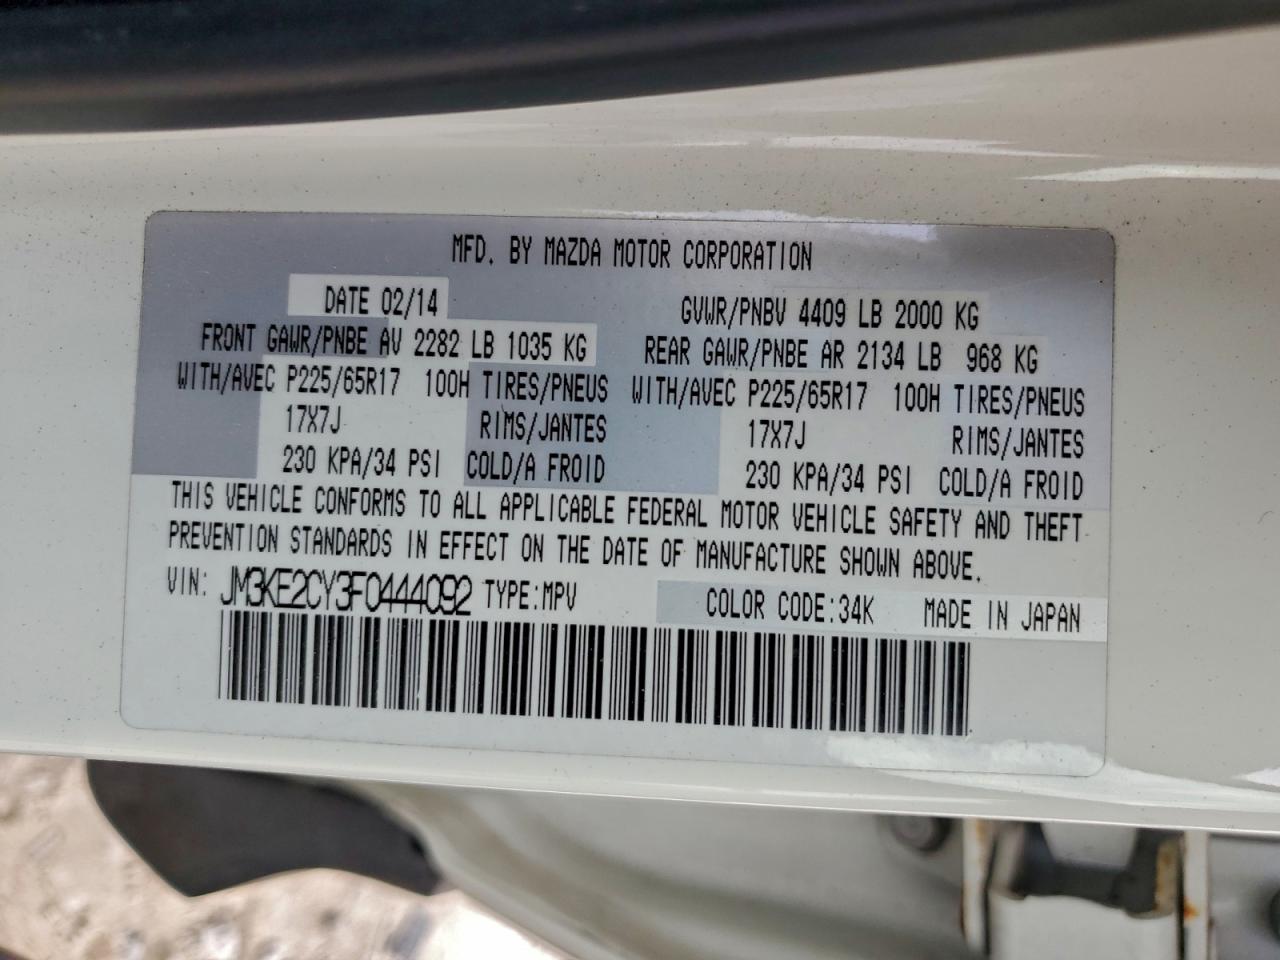 MFD. BY MAZDA MOTOR CORPORATION
DATE 02/14 GVWR/PNBV 4409 LB 2000 KG
FRONT GAWR/PNBE AV 2282 LB 1035 KG REAR GAWR/PNBE AR 2134 LB 968 KG
WITH/AVEC P225/65R17 100H TIRES/PNEUS WITH/AVEC P225/65R17 100H TIRES/PNEUS
17X7J RIMS/JANTES 17X7J RIMS/JANTES
230 KPA/34 PSI COLD/A FROID 230 KPA/34 PSI COLD/A FROID
THIS VEHICLE CONFORMS TO ALL APPLICABLE FEDERAL MOTOR VEHICLE SAFETY AND THEFT
PREVENTION STANDARDS IN EFFECT ON THE DATE OF MANUFACTURE SHOWN ABOVE.
VIN: JM3KE2CY3F0444092 TYPE:MPV COLOR CODE:34K MADE IN JAPAN